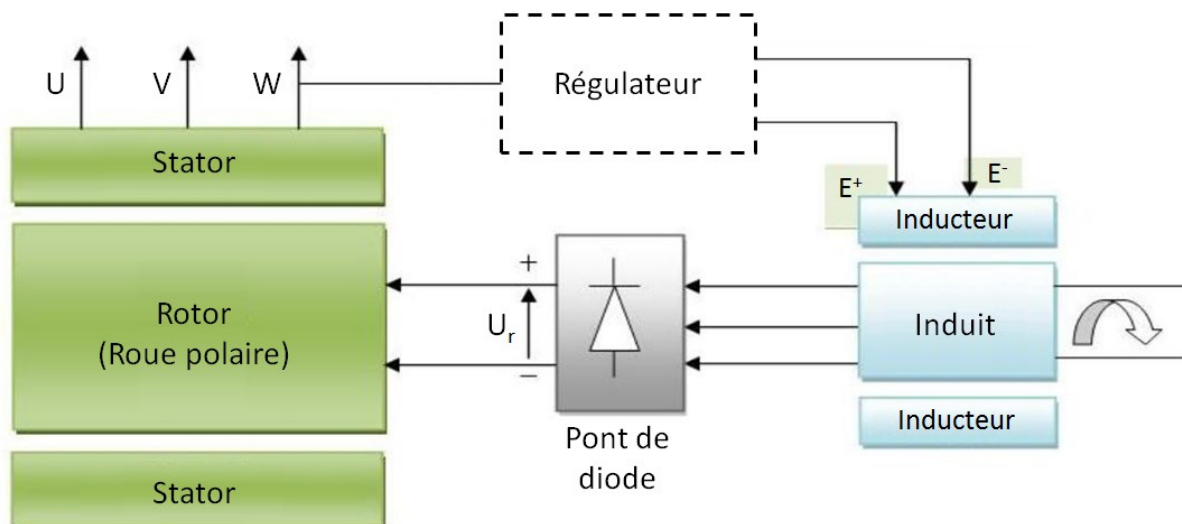 U V W
Régulateur
Stator
E⁺
E⁻
Inducteur
Rotor
(Roue polaire)
+
Uᵣ
−
Induit
Inducteur
Pont de
diode
Stator